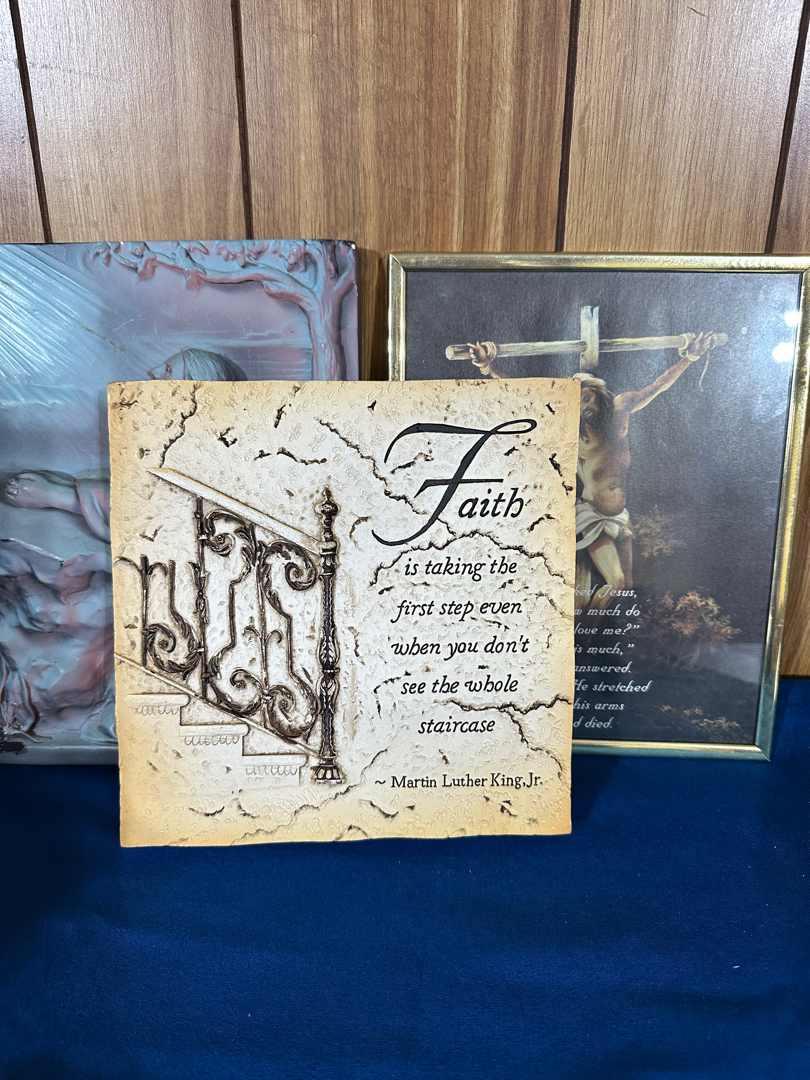 Faith
is taking the
first step even
when you don't
see the whole
staircase
~ Martin Luther King, Jr.
Jesus,
much do
love me?"
is much,"
answered.
He stretched
his arms
died.